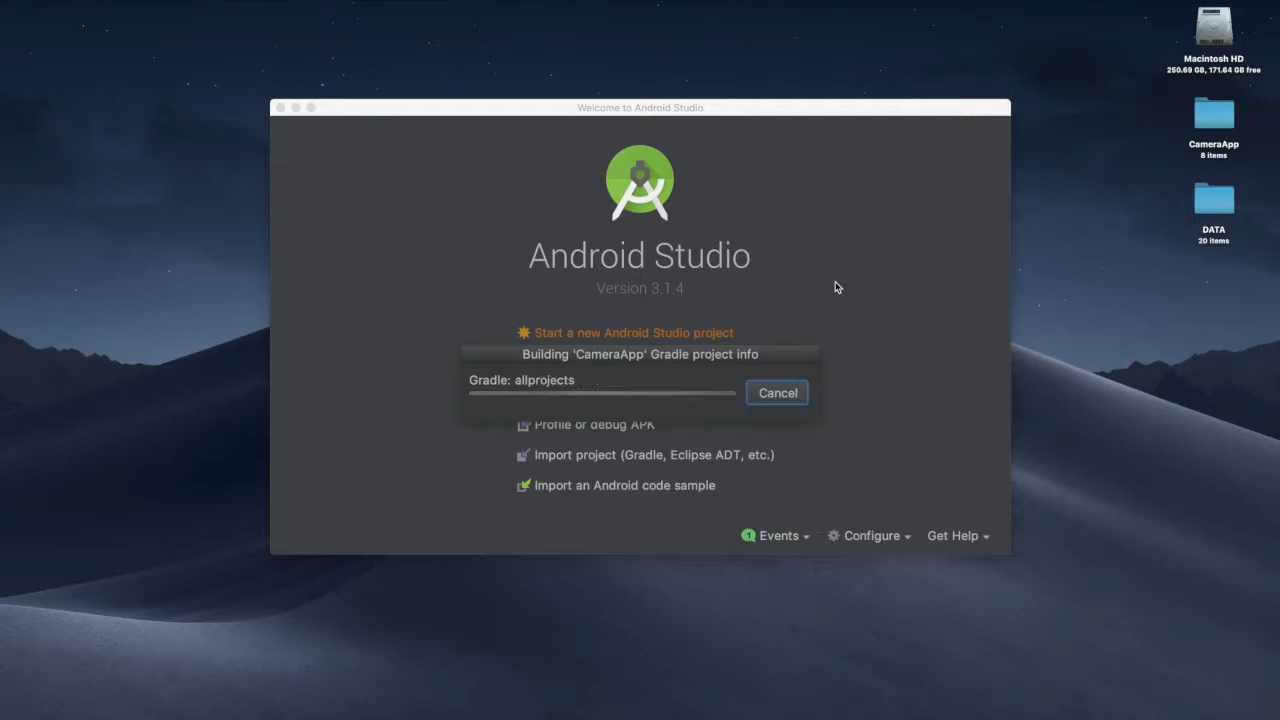 Macintosh HD
250.69 GB, 171.64 GB free
Welcome to Android Studio
CameraApp
8 items
DATA
20 items
Android Studio
Version 3.1.4
Start a new Android Studio project
Building 'CameraApp' Gradle project info
Gradle: allprojects
Cancel
Profile or debug APK
Import project (Gradle, Eclipse ADT, etc.)
Import an Android code sample
1 Events
Configure
Get Help